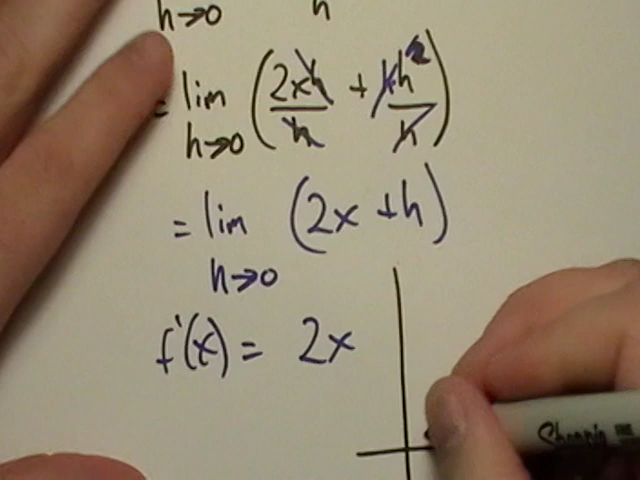 h→0 h
= lim h→0 (2xh/h + h²/h)
= lim h→0 (2x + h)
f'(x) = 2x
Sharpie